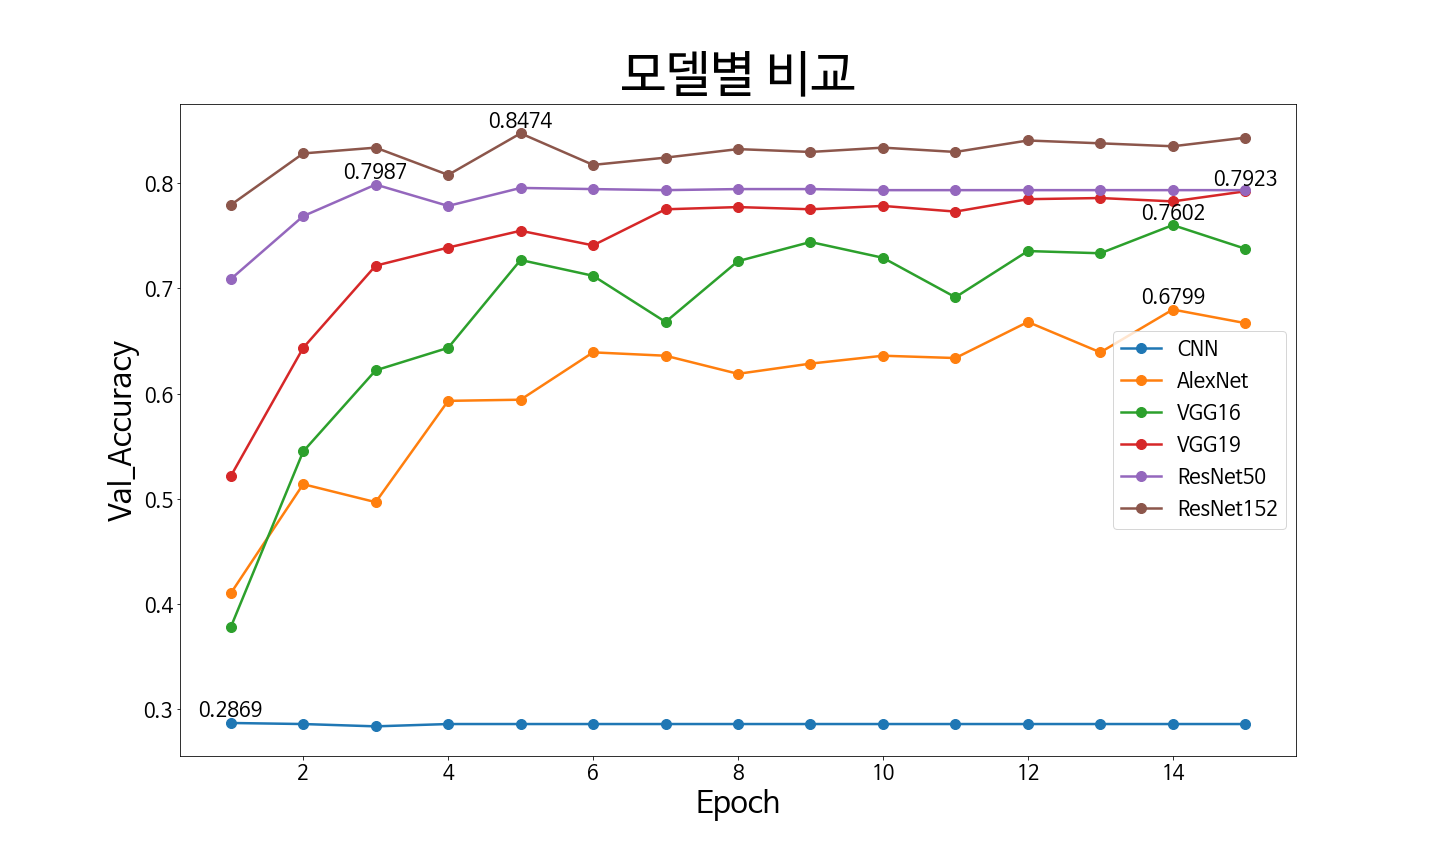 모델별 비교
0.8474
0.7987
0.7923
0.7602
0.6799
0.2869
Val_Accuracy
0.8
0.7
0.6
0.5
0.4
0.3
CNN
AlexNet
VGG16
VGG19
ResNet50
ResNet152
2 4 6 8 10 12 14
Epoch